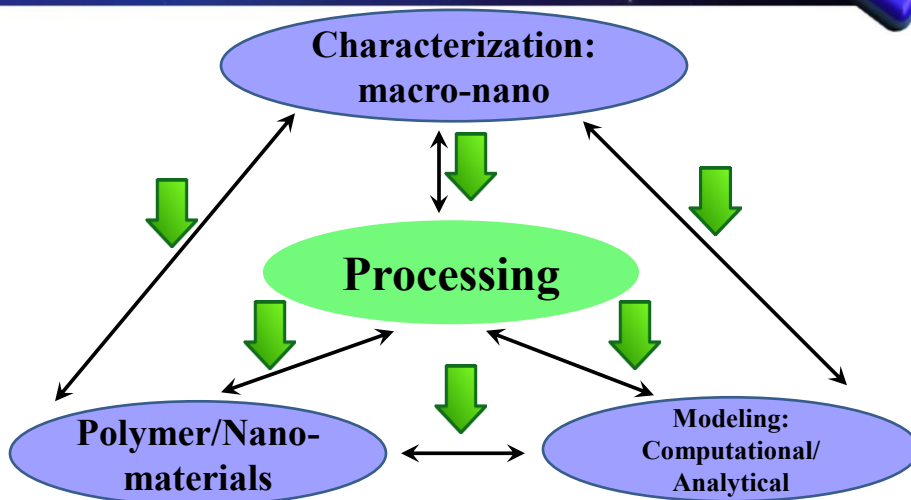 Characterization:
macro-nano
Processing
Polymer/Nano-
materials
Modeling:
Computational/
Analytical